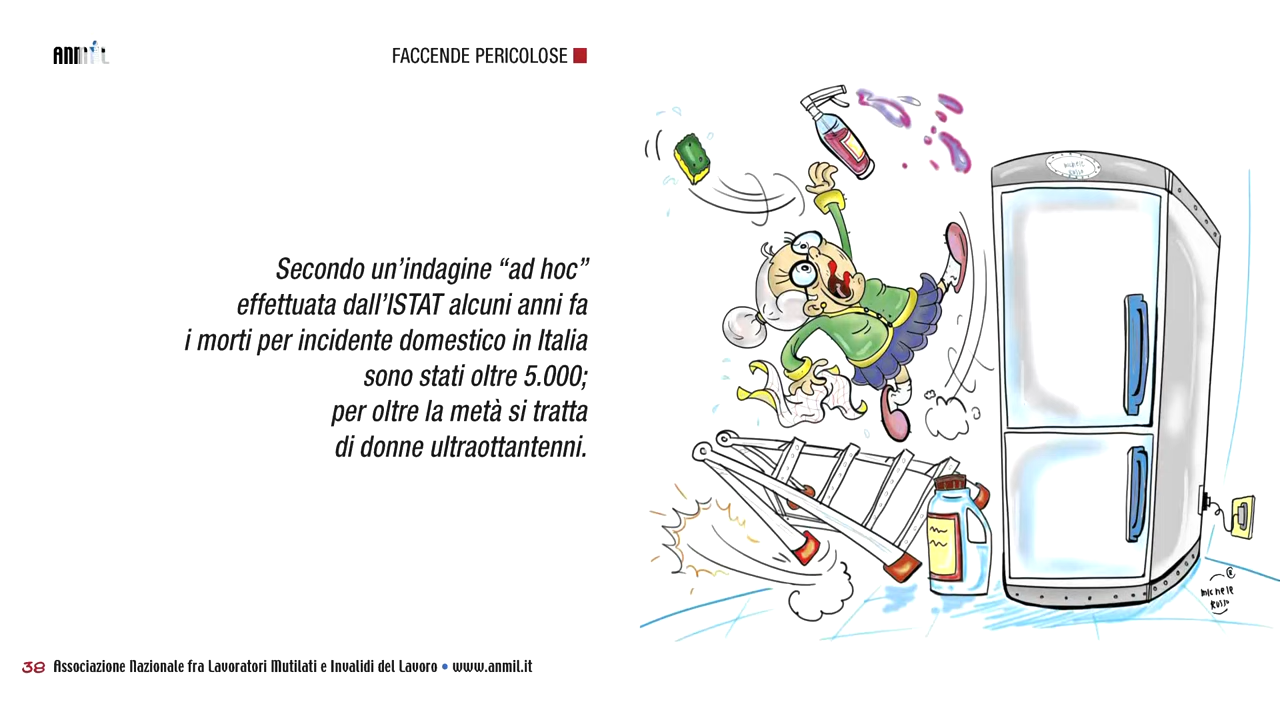 ANMIL
FACCENDE PERICOLOSE
Secondo un’indagine “ad hoc”
effettuata dall’ISTAT alcuni anni fa
i morti per incidente domestico in Italia
sono stati oltre 5.000;
per oltre la metà si tratta
di donne ultraottantenni.
MICHELE
RUSSO
38 Associazione Nazionale fra Lavoratori Mutilati e Invalidi del Lavoro • www.anmil.it